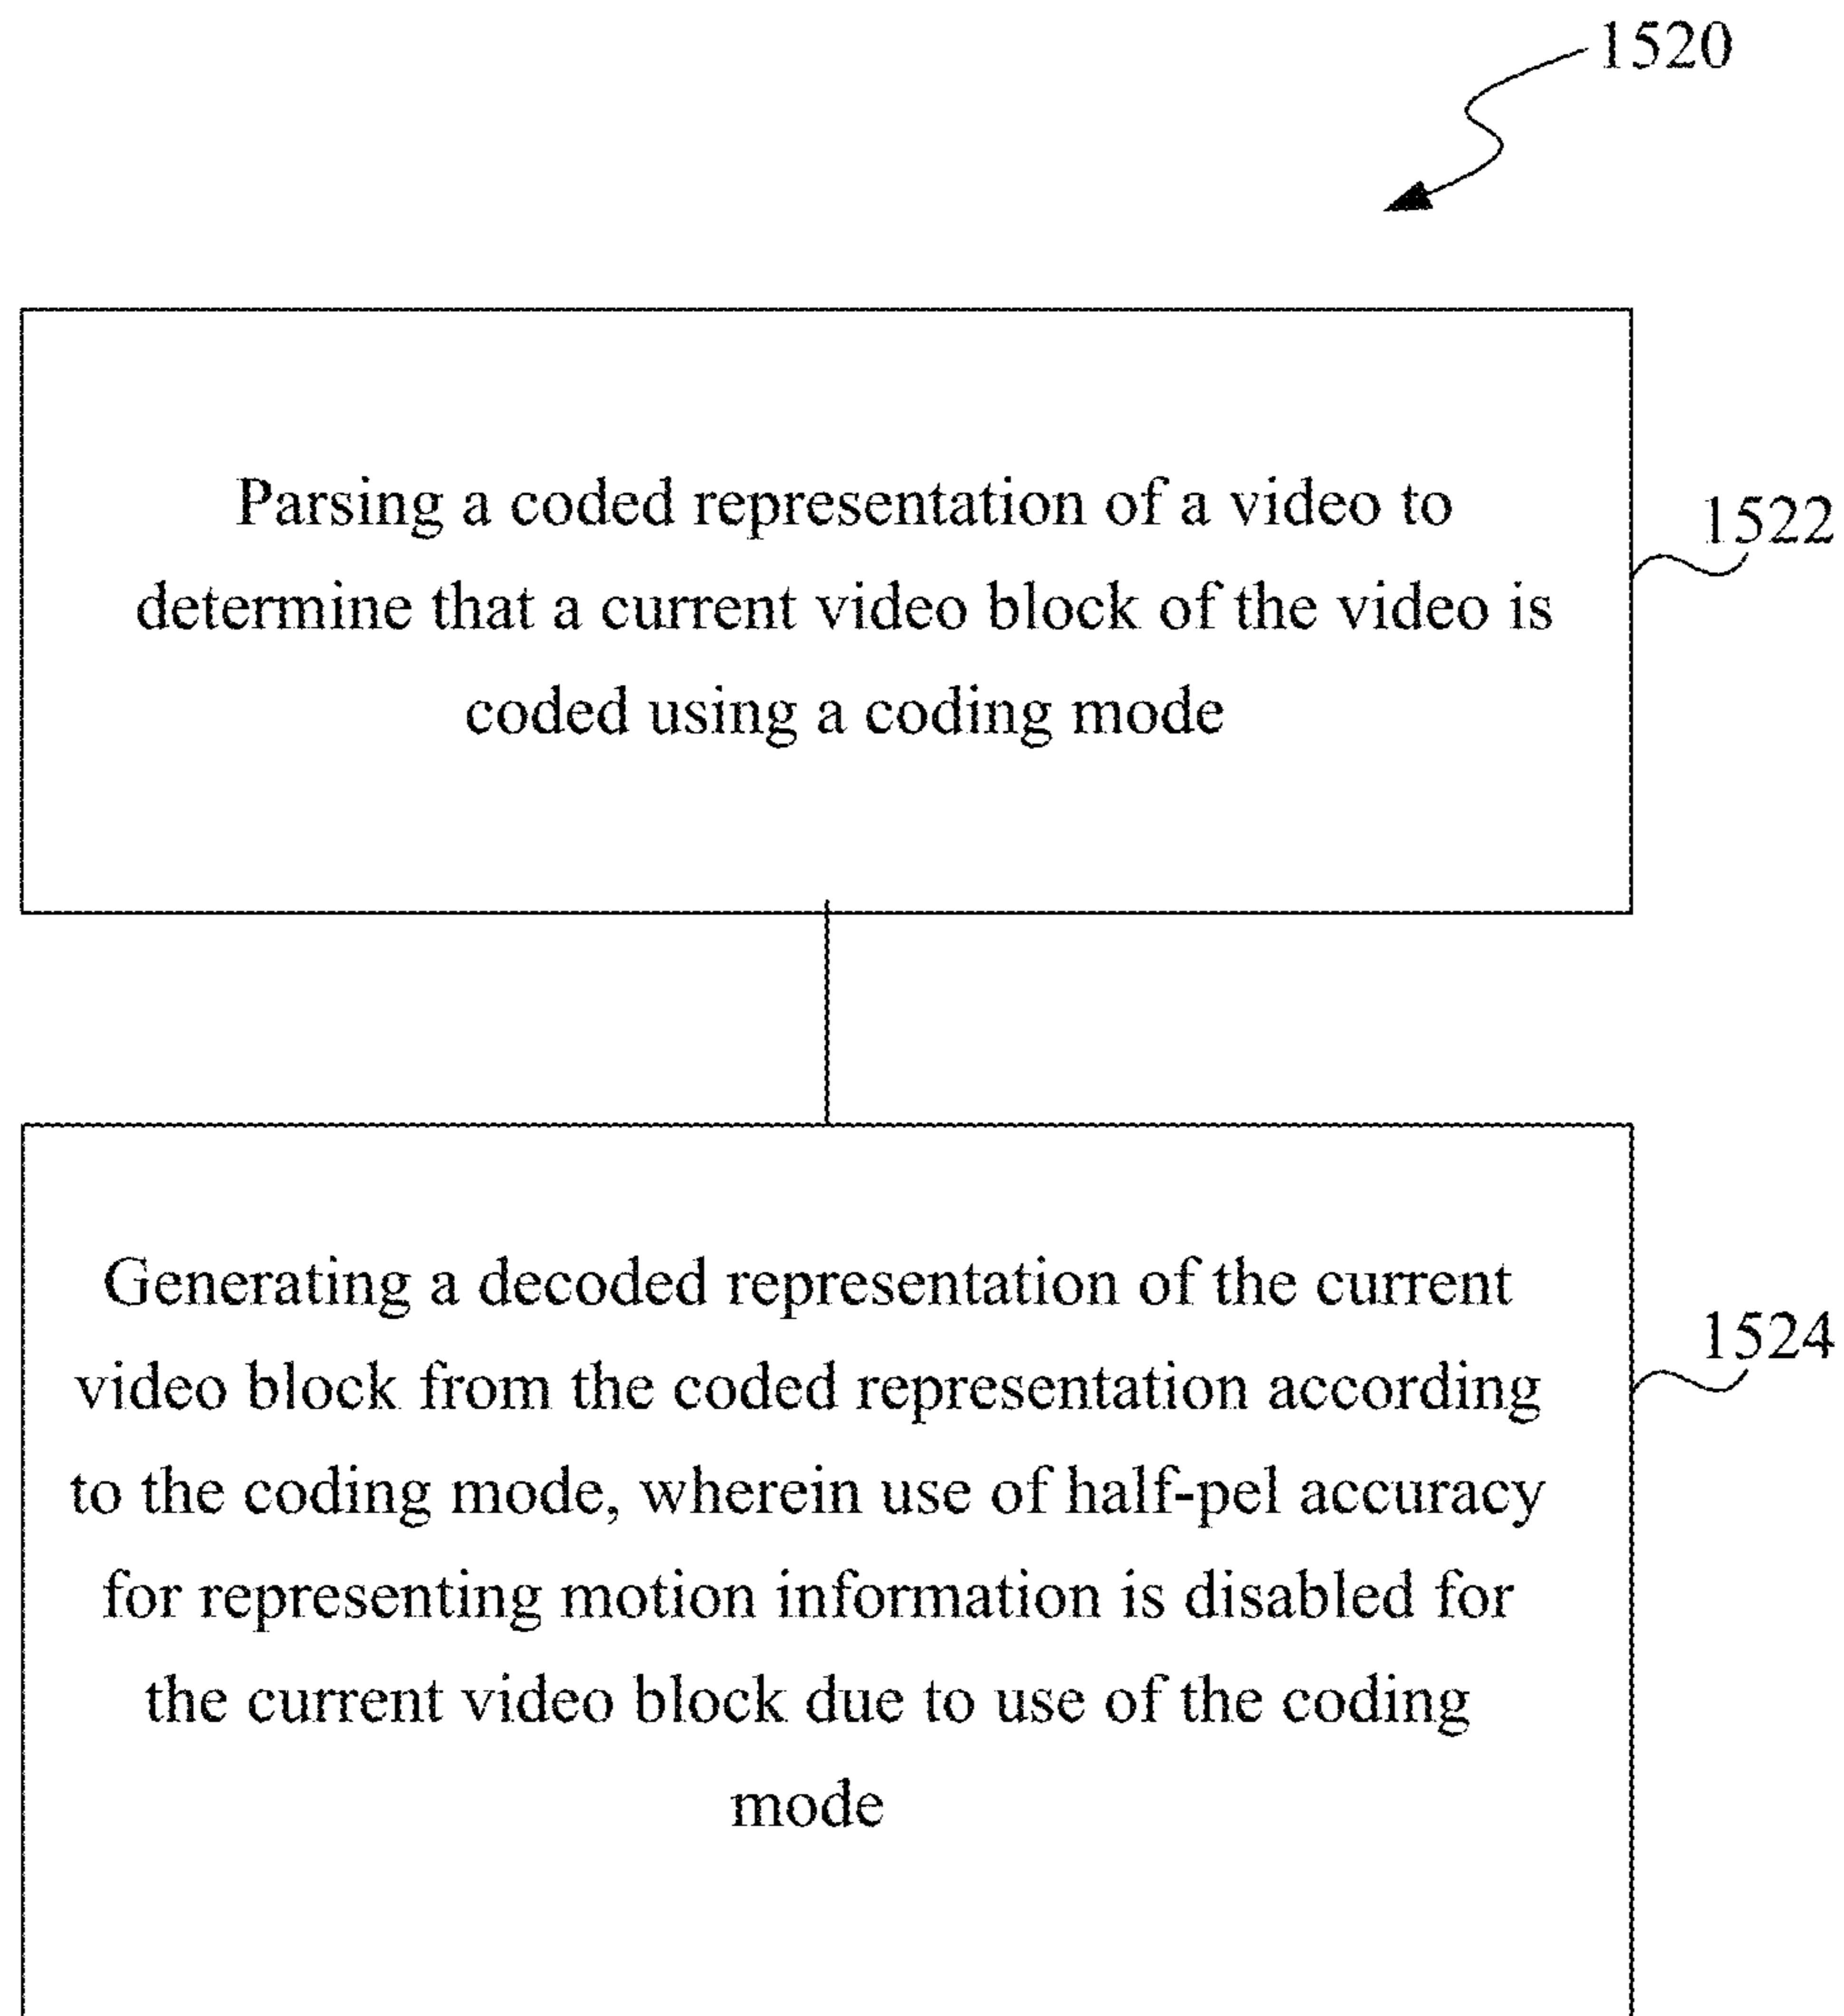 1520
Parsing a coded representation of a video to
determine that a current video block of the video is
coded using a coding mode
1522
Generating a decoded representation of the current
video block from the coded representation according
to the coding mode, wherein use of half-pel accuracy
for representing motion information is disabled for
the current video block due to use of the coding
mode
1524